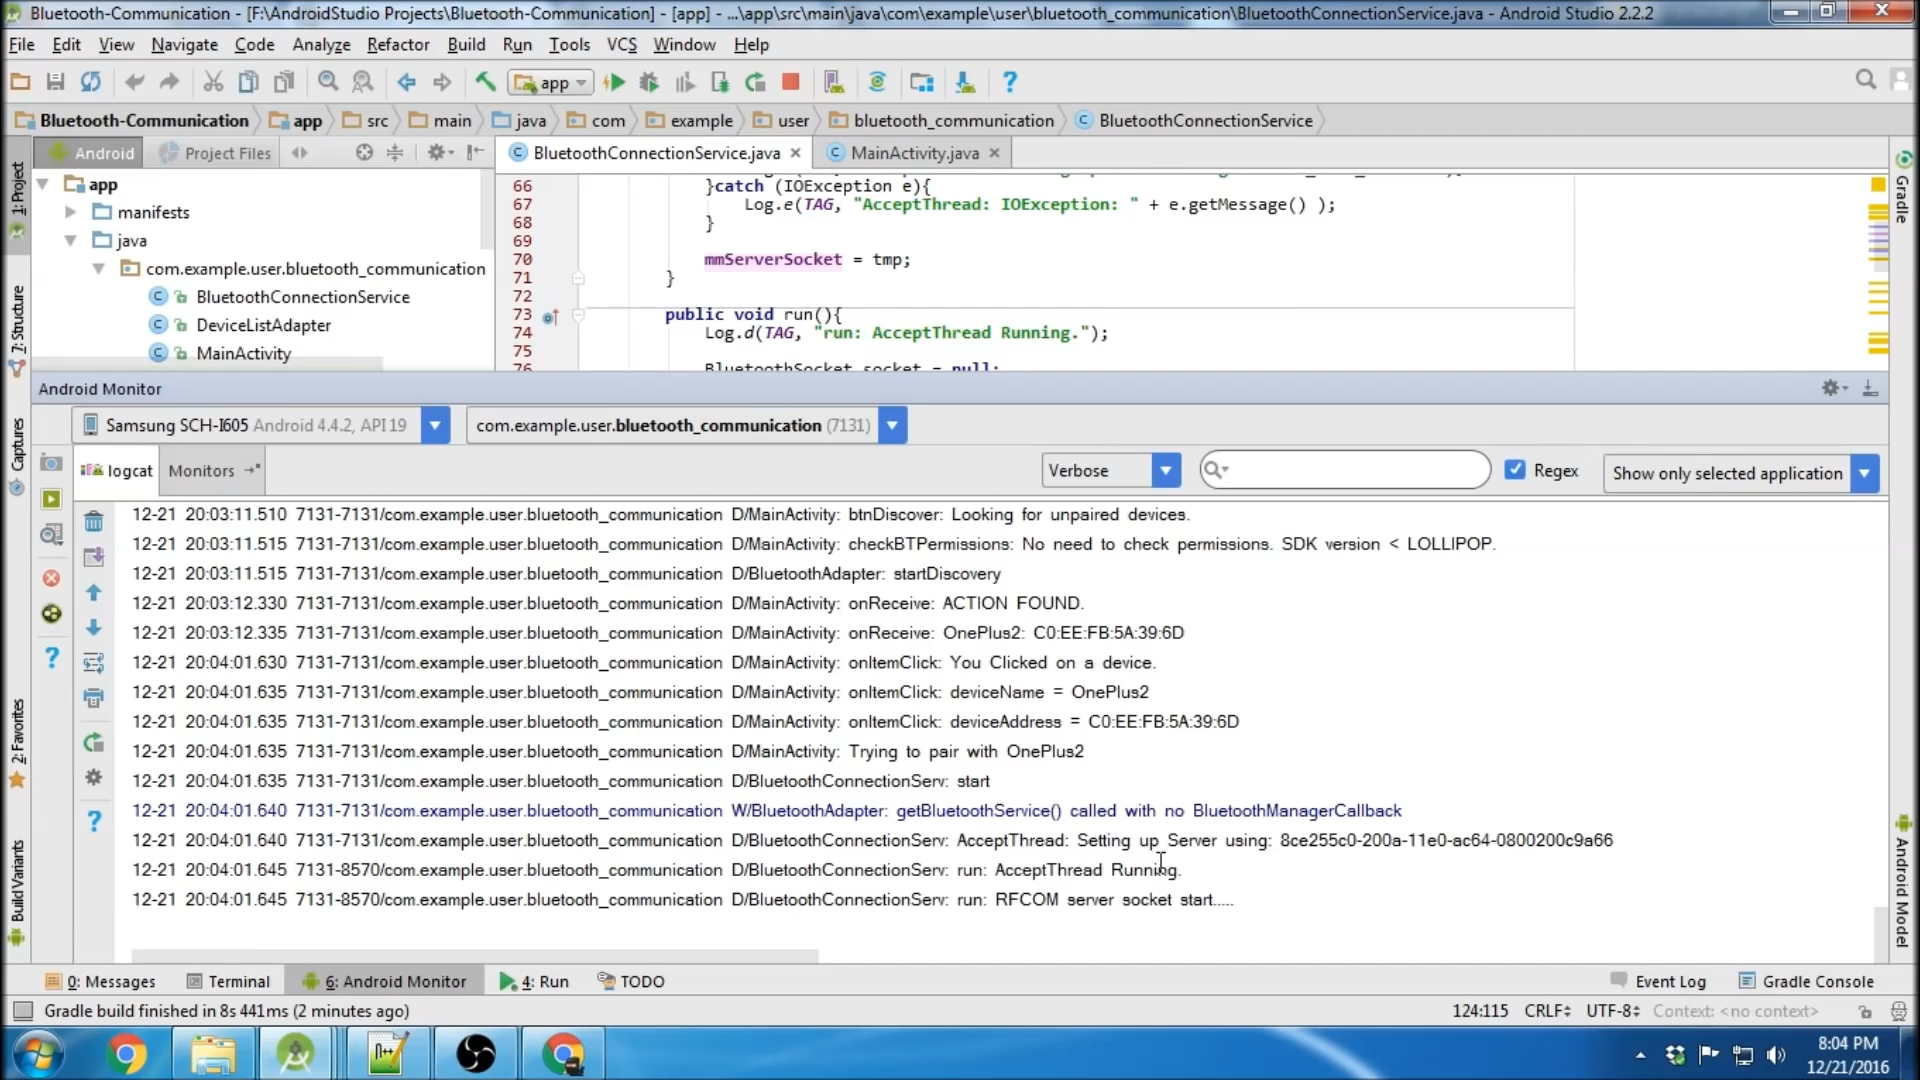 Bluetooth-Communication - [F:\AndroidStudio Projects\Bluetooth-Communication] - [app] - ...\app\src\main\java\com\example\user\bluetooth_communication\BluetoothConnectionService.java - Android Studio 2.2.2
File Edit View Navigate Code Analyze Refactor Build Run Tools VCS Window Help
app
Bluetooth-Communication app src main java com example user bluetooth_communication BluetoothConnectionService
Android Project Files BluetoothConnectionService.java MainActivity.java
1: Project
7: Structure
Captures
2: Favorites
Build Variants
Gradle
Android Model
app
manifests
java
com.example.user.bluetooth_communication
BluetoothConnectionService
DeviceListAdapter
MainActivity
66 }catch (IOException e){
67 Log.e(TAG, "AcceptThread: IOException: " + e.getMessage() );
68 }
69
70 mmServerSocket = tmp;
71 }
72
73 public void run(){
74 Log.d(TAG, "run: AcceptThread Running.");
75
76 BluetoothSocket socket = null;
Android Monitor
Samsung SCH-I605 Android 4.4.2, API 19 com.example.user.bluetooth_communication (7131)
logcat Monitors Verbose Regex Show only selected application
12-21 20:03:11.510 7131-7131/com.example.user.bluetooth_communication D/MainActivity: btnDiscover: Looking for unpaired devices.
12-21 20:03:11.515 7131-7131/com.example.user.bluetooth_communication D/MainActivity: checkBTPermissions: No need to check permissions. SDK version < LOLLIPOP.
12-21 20:03:11.515 7131-7131/com.example.user.bluetooth_communication D/BluetoothAdapter: startDiscovery
12-21 20:03:12.330 7131-7131/com.example.user.bluetooth_communication D/MainActivity: onReceive: ACTION FOUND.
12-21 20:03:12.335 7131-7131/com.example.user.bluetooth_communication D/MainActivity: onReceive: OnePlus2: C0:EE:FB:5A:39:6D
12-21 20:04:01.630 7131-7131/com.example.user.bluetooth_communication D/MainActivity: onItemClick: You Clicked on a device.
12-21 20:04:01.635 7131-7131/com.example.user.bluetooth_communication D/MainActivity: onItemClick: deviceName = OnePlus2
12-21 20:04:01.635 7131-7131/com.example.user.bluetooth_communication D/MainActivity: onItemClick: deviceAddress = C0:EE:FB:5A:39:6D
12-21 20:04:01.635 7131-7131/com.example.user.bluetooth_communication D/MainActivity: Trying to pair with OnePlus2
12-21 20:04:01.635 7131-7131/com.example.user.bluetooth_communication D/BluetoothConnectionServ: start
12-21 20:04:01.640 7131-7131/com.example.user.bluetooth_communication W/BluetoothAdapter: getBluetoothService() called with no BluetoothManagerCallback
12-21 20:04:01.640 7131-7131/com.example.user.bluetooth_communication D/BluetoothConnectionServ: AcceptThread: Setting up Server using: 8ce255c0-200a-11e0-ac64-0800200c9a66
12-21 20:04:01.645 7131-8570/com.example.user.bluetooth_communication D/BluetoothConnectionServ: run: AcceptThread Running.
12-21 20:04:01.645 7131-8570/com.example.user.bluetooth_communication D/BluetoothConnectionServ: run: RFCOM server socket start.....
0: Messages Terminal 6: Android Monitor 4: Run TODO Event Log Gradle Console
Gradle build finished in 8s 441ms (2 minutes ago) 124:115 CRLF UTF-8 Context: <no context>
8:04 PM
12/21/2016